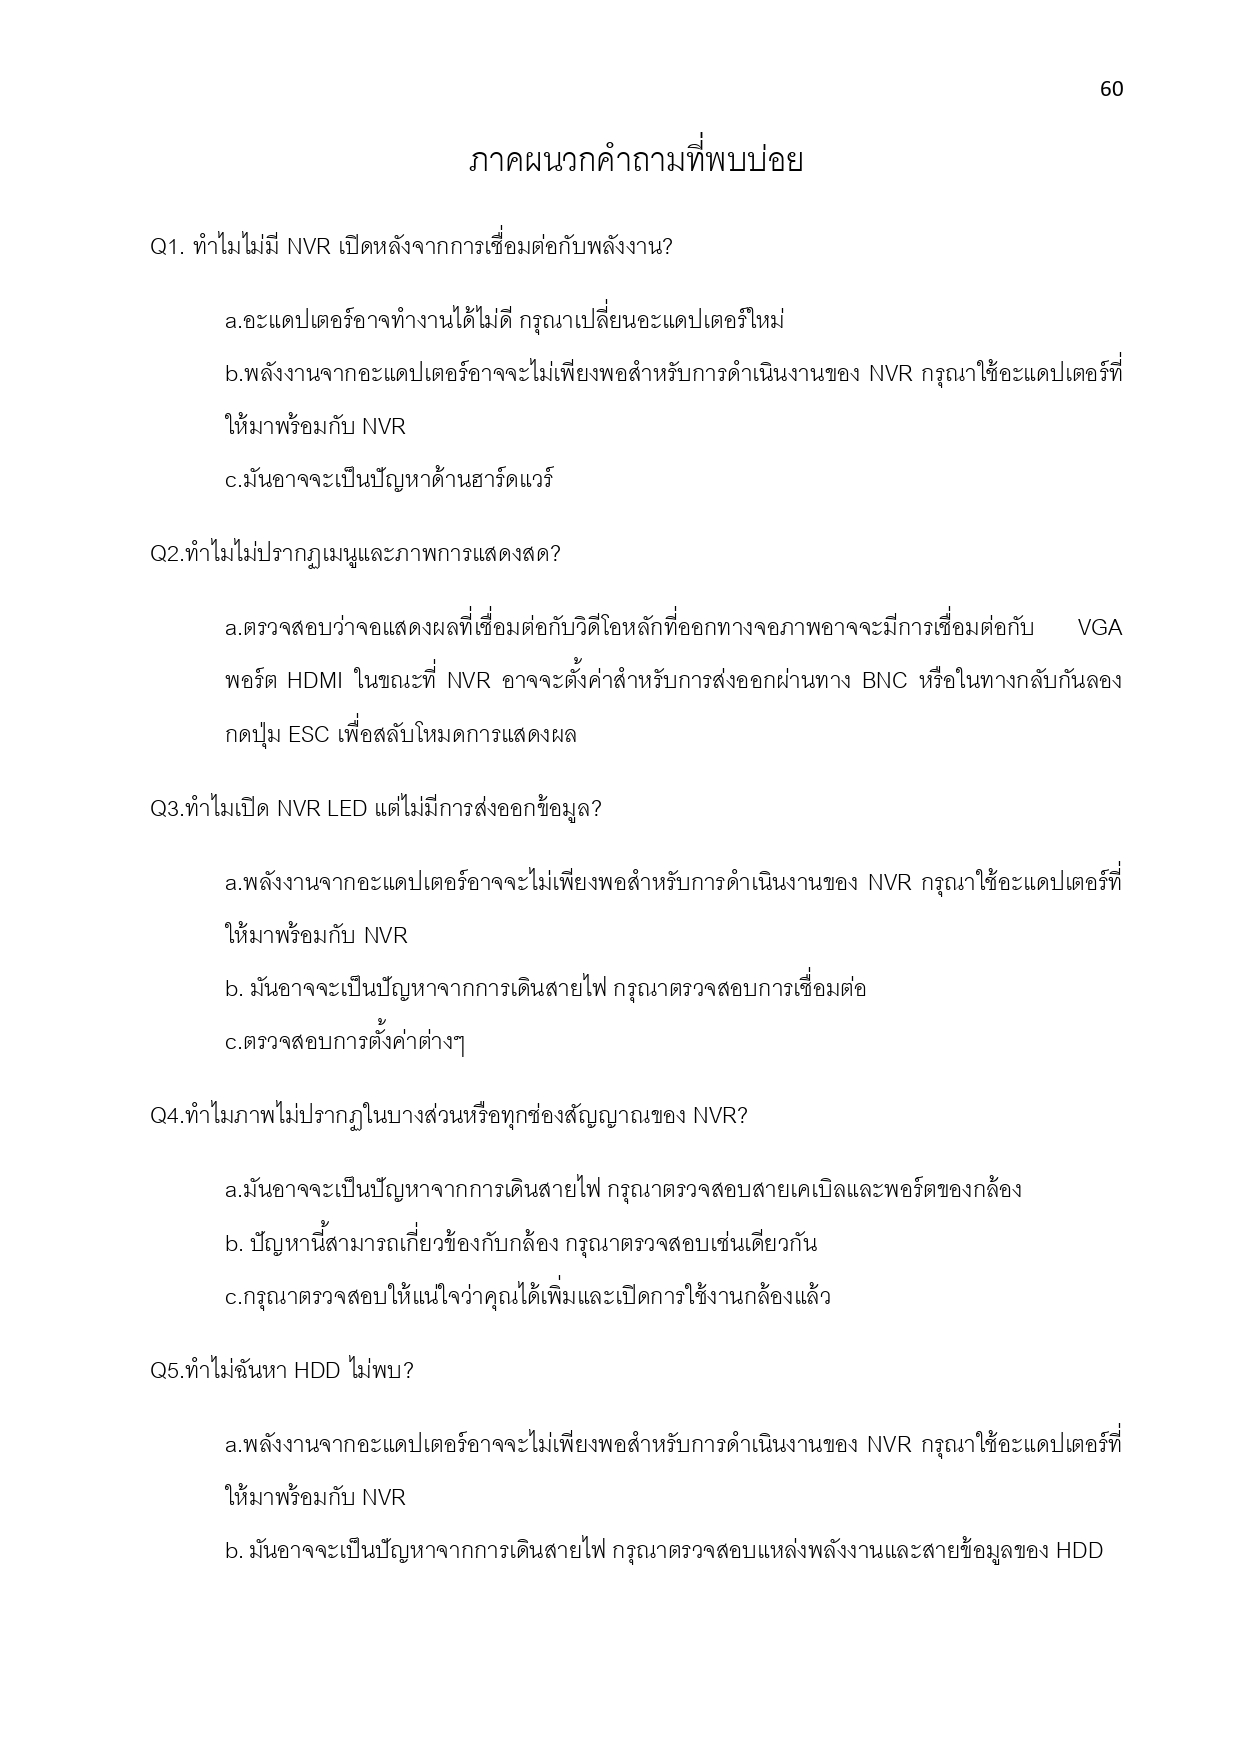 60
ภาคผนวกคำถามที่พบบ่อย
Q1. ทำไมไม่มี NVR เปิดหลังจากการเชื่อมต่อกับพลังงาน?
a.อะแดปเตอร์อาจทำงานได้ไม่ดี กรุณาเปลี่ยนอะแดปเตอร์ใหม่
b.พลังงานจากอะแดปเตอร์อาจจะไม่เพียงพอสำหรับการดำเนินงานของ NVR กรุณาใช้อะแดปเตอร์ที่
ให้มาพร้อมกับ NVR
c.มันอาจจะเป็นปัญหาด้านฮาร์ดแวร์
Q2.ทำไมไม่ปรากฏเมนูและภาพการแสดงสด?
a.ตรวจสอบว่าจอแสดงผลที่เชื่อมต่อกับวิดีโอหลักที่ออกทางจอภาพอาจจะมีการเชื่อมต่อกับ VGA
พอร์ต HDMI ในขณะที่ NVR อาจจะตั้งค่าสำหรับการส่งออกผ่านทาง BNC หรือในทางกลับกันลอง
กดปุ่ม ESC เพื่อสลับโหมดการแสดงผล
Q3.ทำไมเปิด NVR LED แต่ไม่มีการส่งออกข้อมูล?
a.พลังงานจากอะแดปเตอร์อาจจะไม่เพียงพอสำหรับการดำเนินงานของ NVR กรุณาใช้อะแดปเตอร์ที่
ให้มาพร้อมกับ NVR
b. มันอาจจะเป็นปัญหาจากการเดินสายไฟ กรุณาตรวจสอบการเชื่อมต่อ
c.ตรวจสอบการตั้งค่าต่างๆ
Q4.ทำไมภาพไม่ปรากฏในบางส่วนหรือทุกช่องสัญญาณของ NVR?
a.มันอาจจะเป็นปัญหาจากการเดินสายไฟ กรุณาตรวจสอบสายเคเบิลและพอร์ตของกล้อง
b. ปัญหานี้สามารถเกี่ยวข้องกับกล้อง กรุณาตรวจสอบเช่นเดียวกัน
c.กรุณาตรวจสอบให้แน่ใจว่าคุณได้เพิ่มและเปิดการใช้งานกล้องแล้ว
Q5.ทำไม่ฉันหา HDD ไม่พบ?
a.พลังงานจากอะแดปเตอร์อาจจะไม่เพียงพอสำหรับการดำเนินงานของ NVR กรุณาใช้อะแดปเตอร์ที่
ให้มาพร้อมกับ NVR
b. มันอาจจะเป็นปัญหาจากการเดินสายไฟ กรุณาตรวจสอบแหล่งพลังงานและสายข้อมูลของ HDD